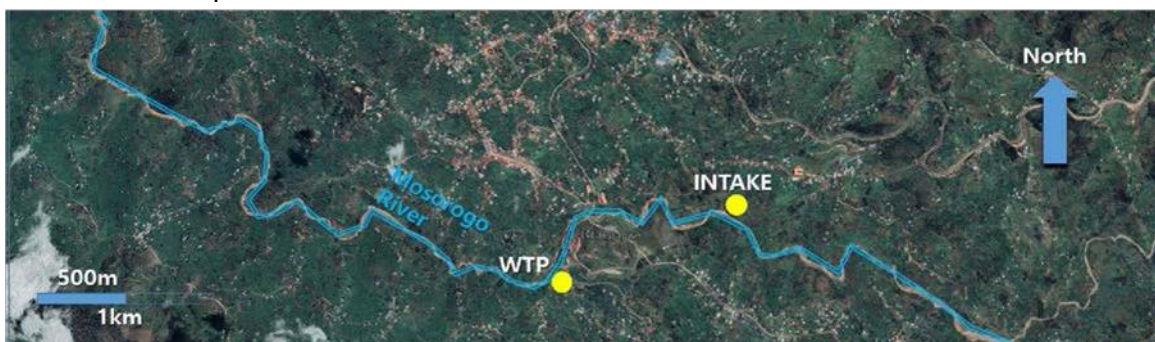 North
INTAKE
Mosorogo
River
WTP
500m
1km